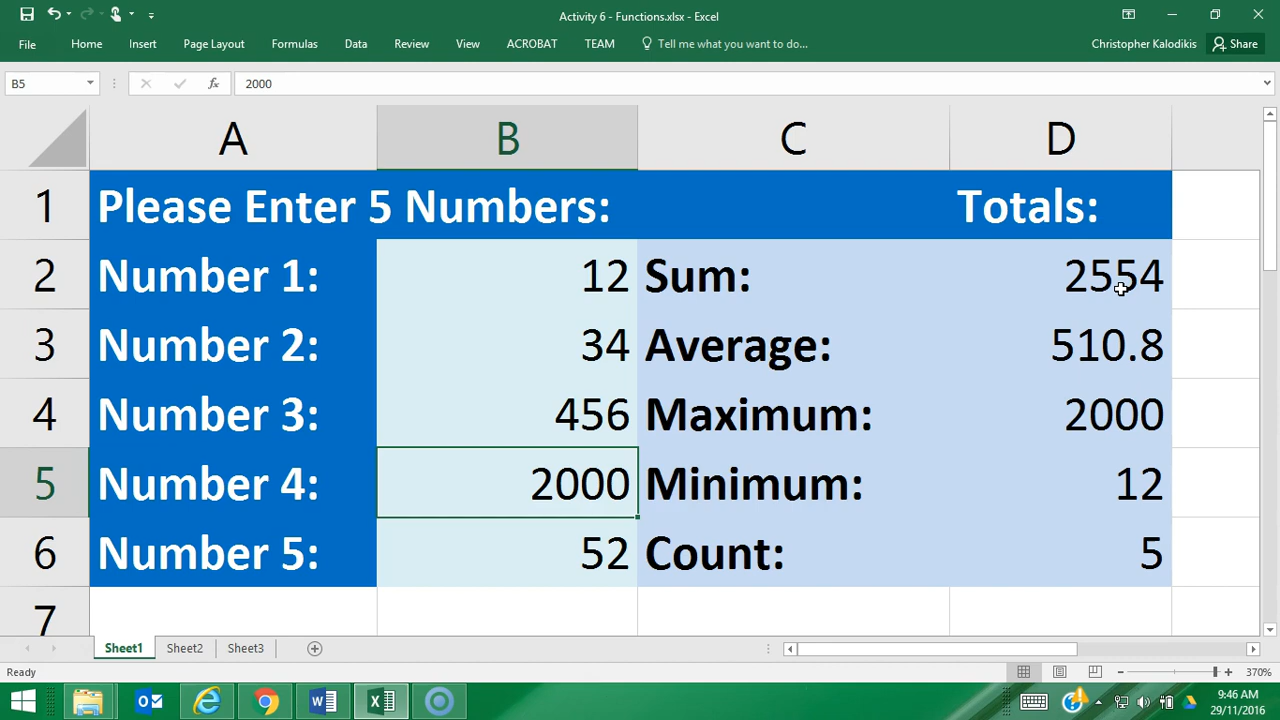 Activity 6 - Functions.xlsx - Excel
File Home Insert Page Layout Formulas Data Review View ACROBAT TEAM Tell me what you want to do... Christopher Kalodikis Share
B5 fx 2000
A B C D
1 Please Enter 5 Numbers: Totals:
2 Number 1: 12 Sum: 2554
3 Number 2: 34 Average: 510.8
4 Number 3: 456 Maximum: 2000
5 Number 4: 2000 Minimum: 12
6 Number 5: 52 Count: 5
7
Sheet1 Sheet2 Sheet3
Ready 370%
9:46 AM
29/11/2016